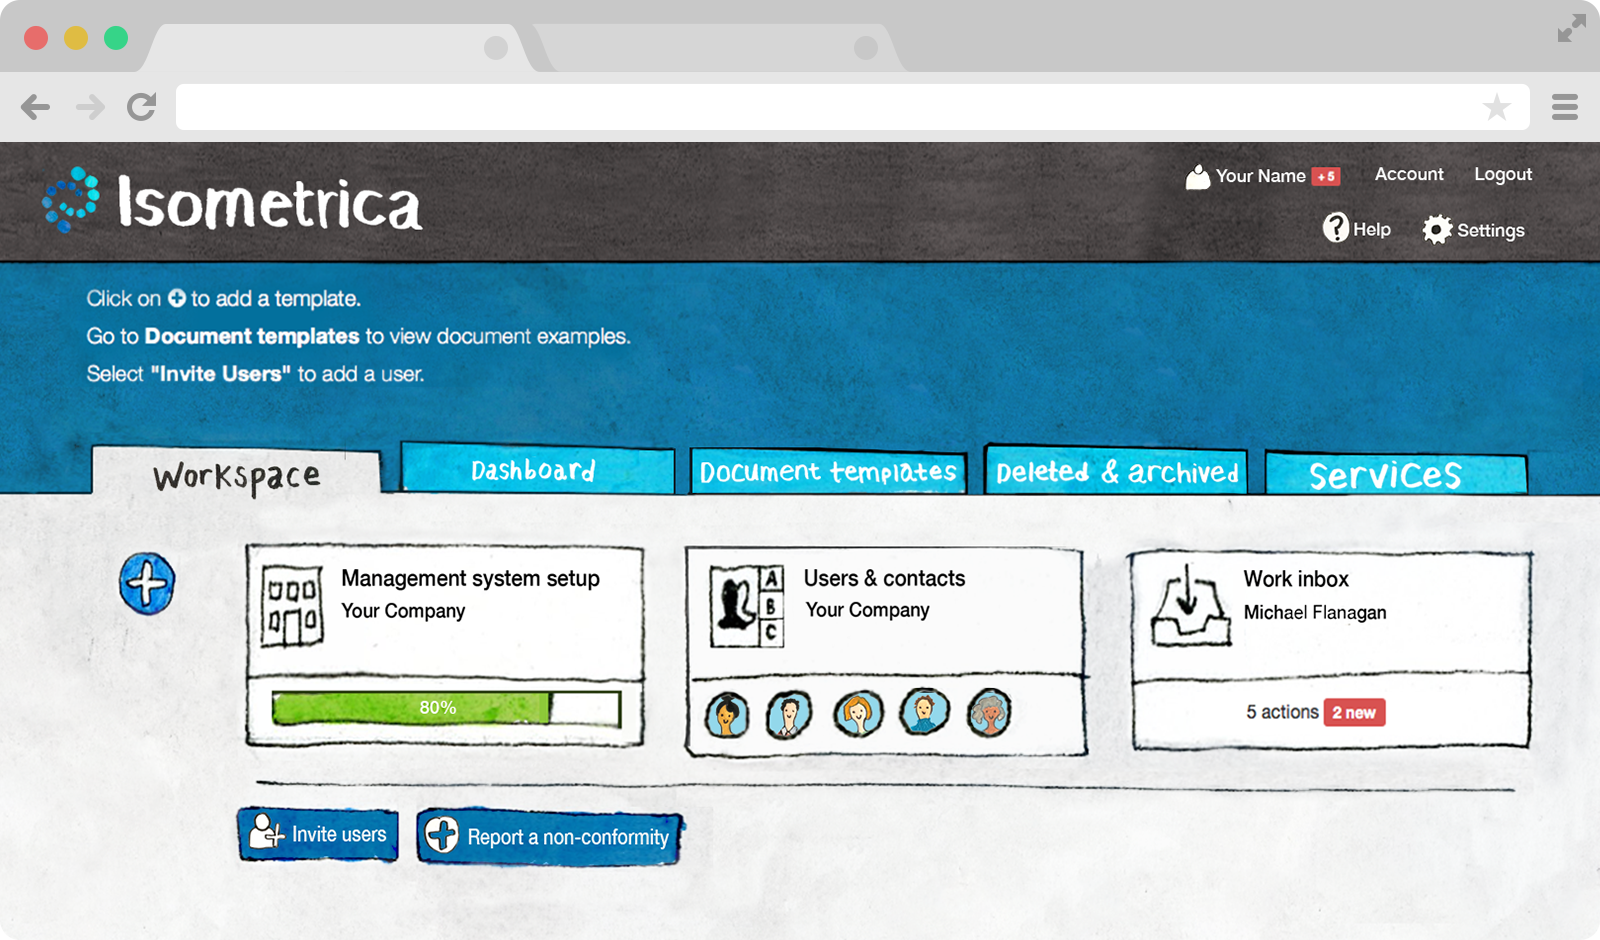 Isometrica
Your Name +5
Account
Logout
? Help
Settings
Click on + to add a template.
Go to Document templates to view document examples.
Select "Invite Users" to add a user.
Workspace
Dashboard
Document templates
Deleted & archived
Services
Management system setup
Your Company
80%
A
B
C
Users & contacts
Your Company
Work inbox
Michael Flanagan
5 actions 2 new
Invite users
Report a non-conformity